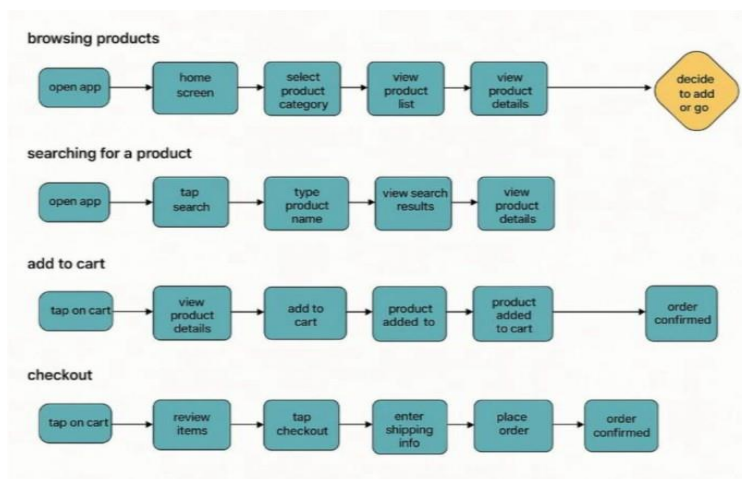 browsing products
open app
home
screen
select
product
category
view
product
list
view
product
details
decide
to add
or go
searching for a product
open app
tap
search
type
product
name
view search
results
view
product
details
add to cart
tap on cart
view
product
details
add to
cart
product
added to
product
added
to cart
order
confirmed
checkout
tap on cart
review
items
tap
checkout
enter
shipping
info
place
order
order
confirmed